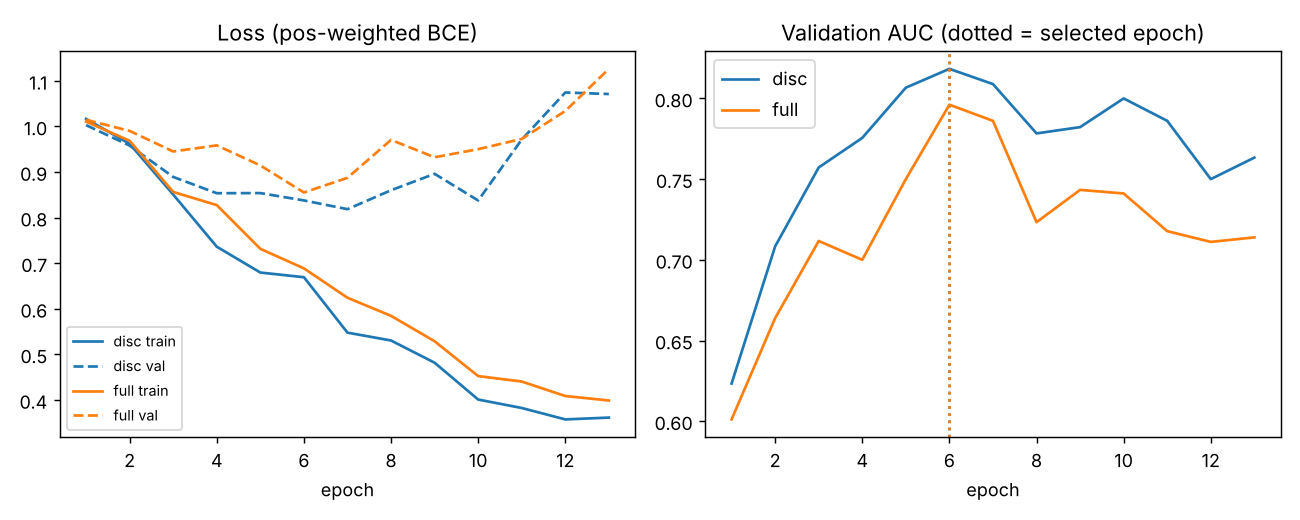 Loss (pos-weighted BCE)
1.1
1.0
0.9
0.8
0.7
0.6
0.5
0.4
disc train
disc val
full train
full val
2 4 6 8 10 12
epoch
Validation AUC (dotted = selected epoch)
disc
full
0.80
0.75
0.70
0.65
0.60
2 4 6 8 10 12
epoch